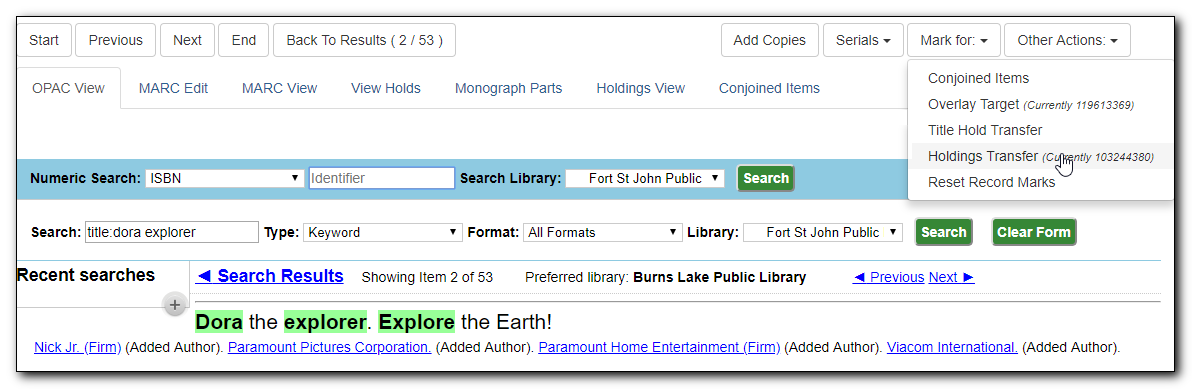 Start Previous Next End Back To Results ( 2 / 53 ) Add Copies Serials Mark for: Other Actions:
OPAC View MARC Edit MARC View View Holds Monograph Parts Holdings View Conjoined Items
Conjoined Items
Overlay Target (Currently 119613369)
Title Hold Transfer
Holdings Transfer (Currently 103244380)
Reset Record Marks
Numeric Search: ISBN Identifier Search Library: Fort St John Public Search
Search: title:dora explorer Type: Keyword Format: All Formats Library: Fort St John Public Search Clear Form
Recent searches
+
◄ Search Results Showing Item 2 of 53 Preferred library: Burns Lake Public Library ◄ Previous Next ►
Dora the explorer. Explore the Earth!
Nick Jr. (Firm) (Added Author). Paramount Pictures Corporation. (Added Author). Paramount Home Entertainment (Firm) (Added Author). Viacom International. (Added Author).